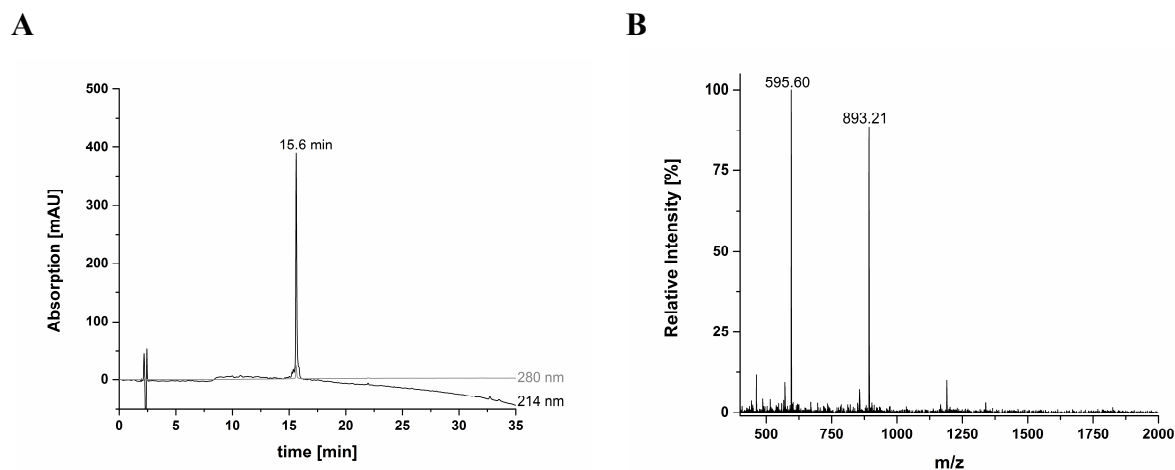 A
B
500
400
300
200
100
0
Absorption [mAU]
15.6 min
280 nm
214 nm
0 5 10 15 20 25 30 35
time [min]
100
75
50
25
0
Relative Intensity [%]
595.60
893.21
500 750 1000 1250 1500 1750 2000
m/z